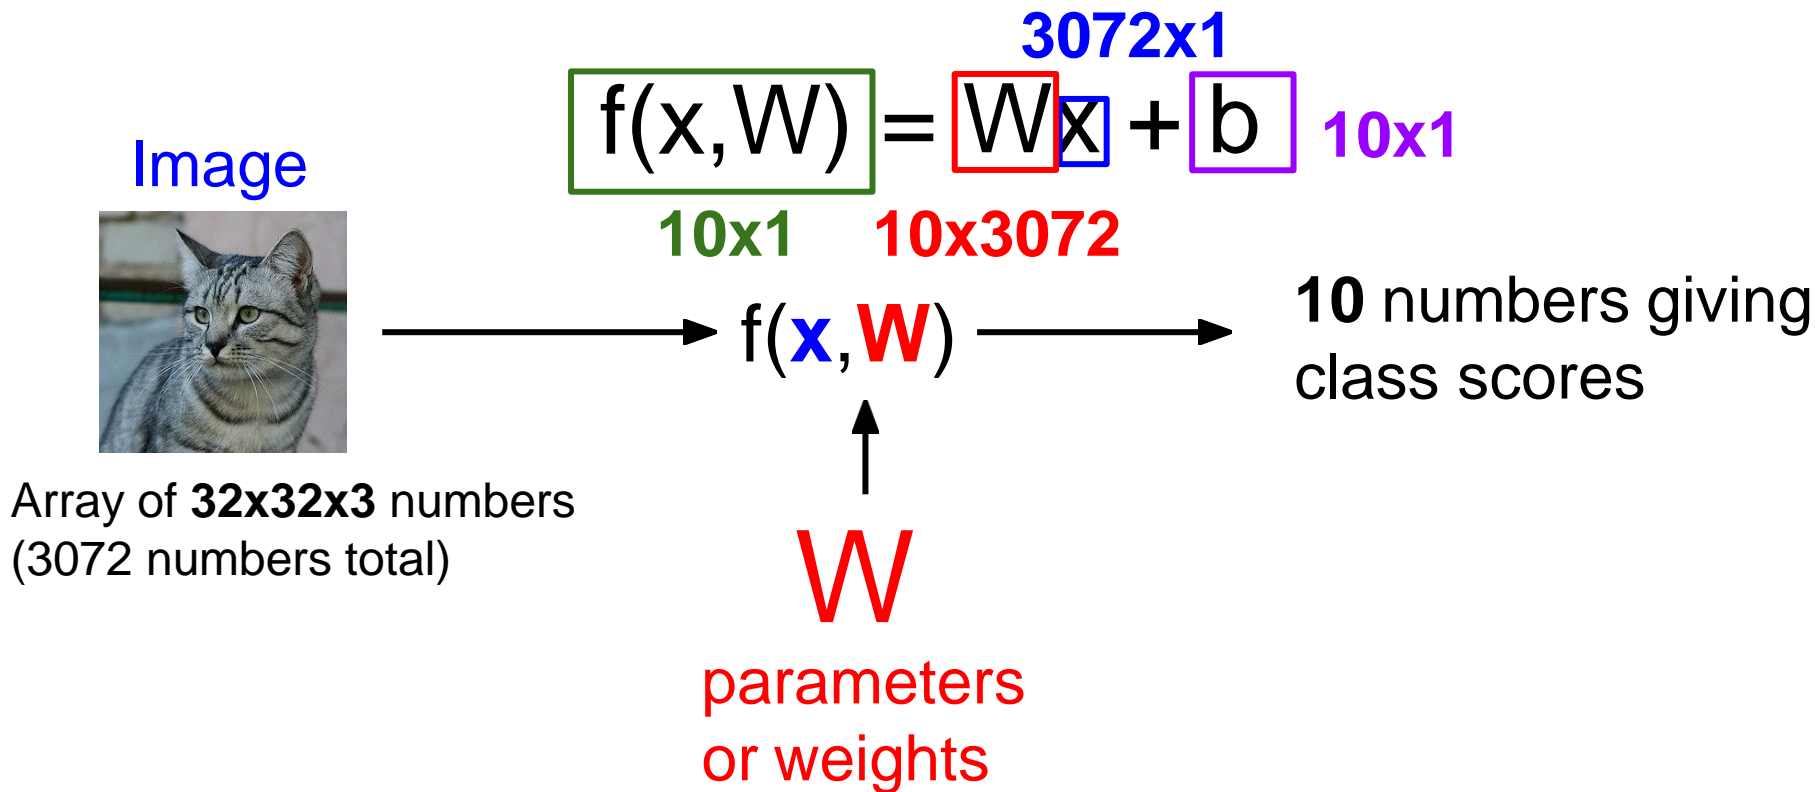 3072x1
f(x,W) = Wx + b 10x1
10x1 10x3072
Image
f(x,W)
10 numbers giving
class scores
Array of 32x32x3 numbers
(3072 numbers total)
W
parameters
or weights